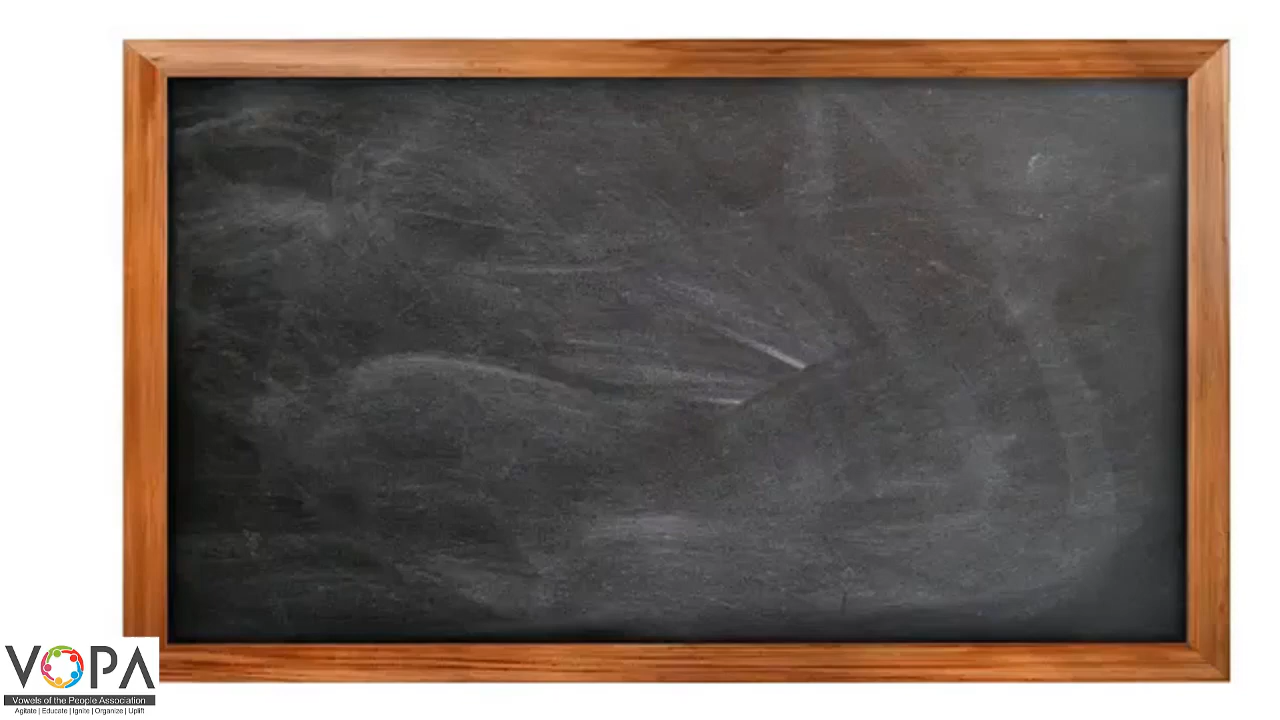 VOPA
Vowels of the People Association
Agitate | Educate | Ignite | Organize | Uplift